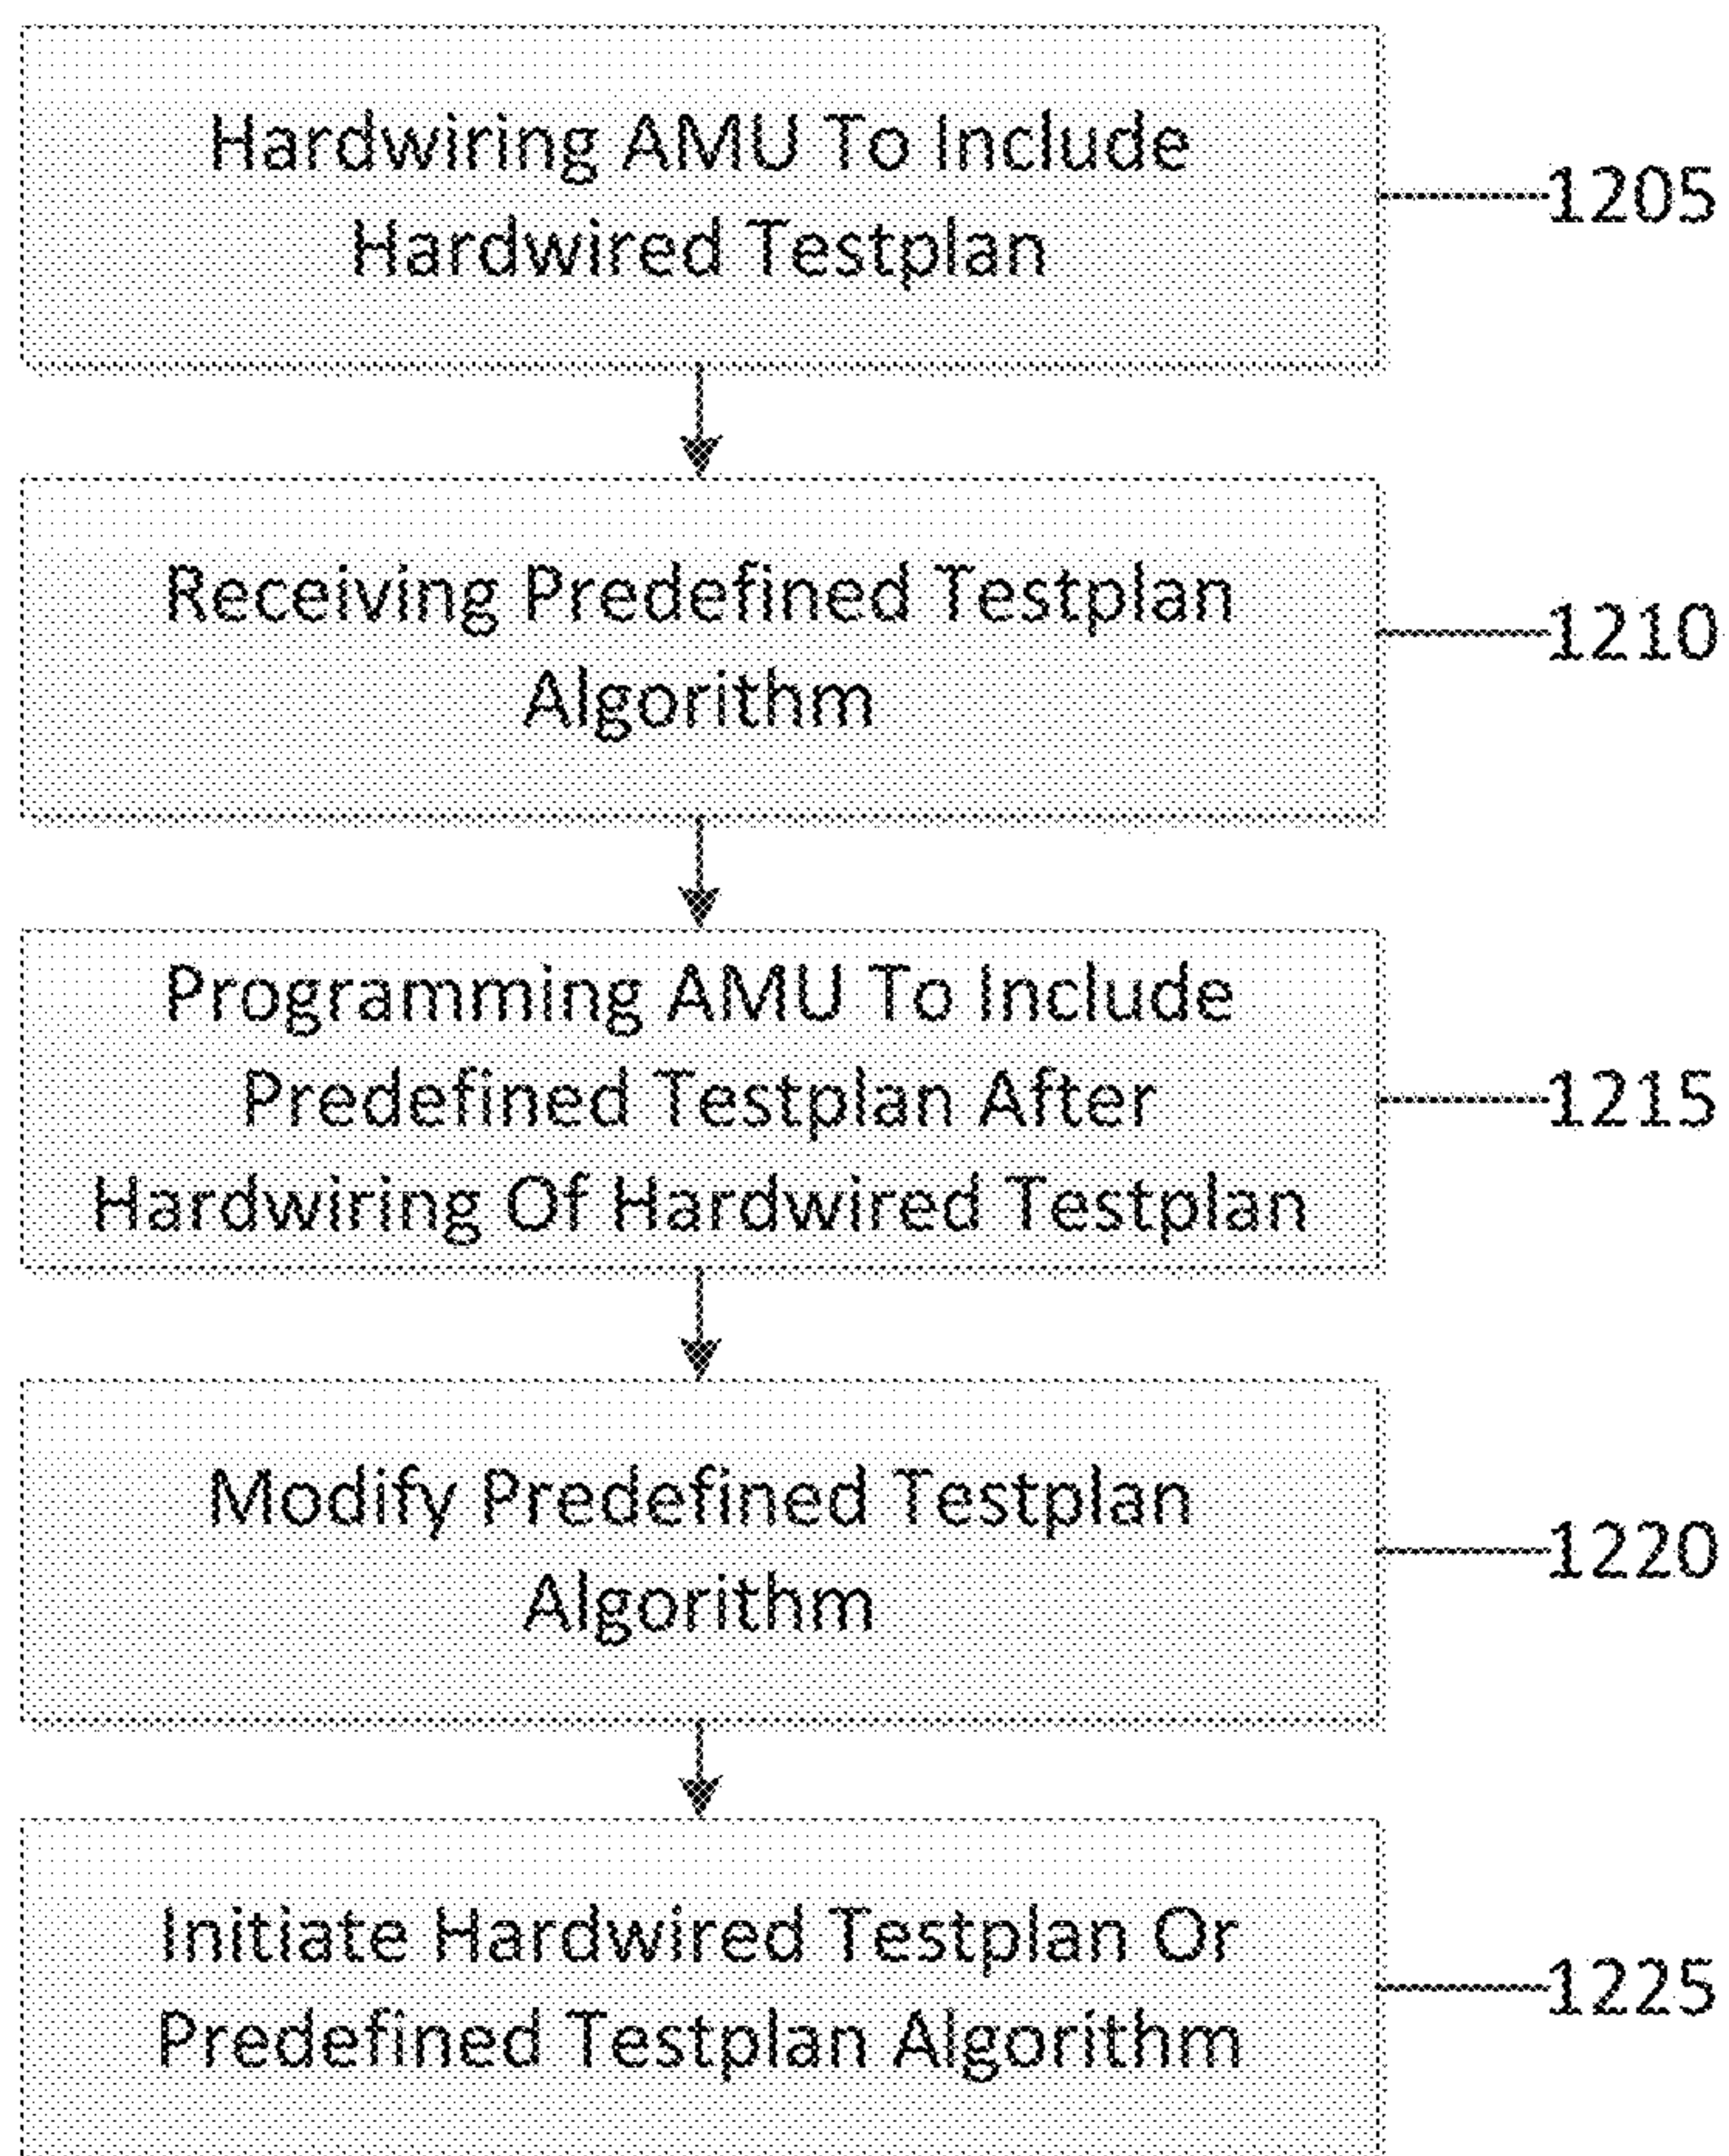 Hardwiring AMU To Include
Hardwired Testplan
1205
Receiving Predefined Testplan
Algorithm
1210
Programming AMU To Include
Predefined Testplan After
Hardwiring Of Hardwired Testplan
1215
Modify Predefined Testplan
Algorithm
1220
Initiate Hardwired Testplan Or
Predefined Testplan Algorithm
1225